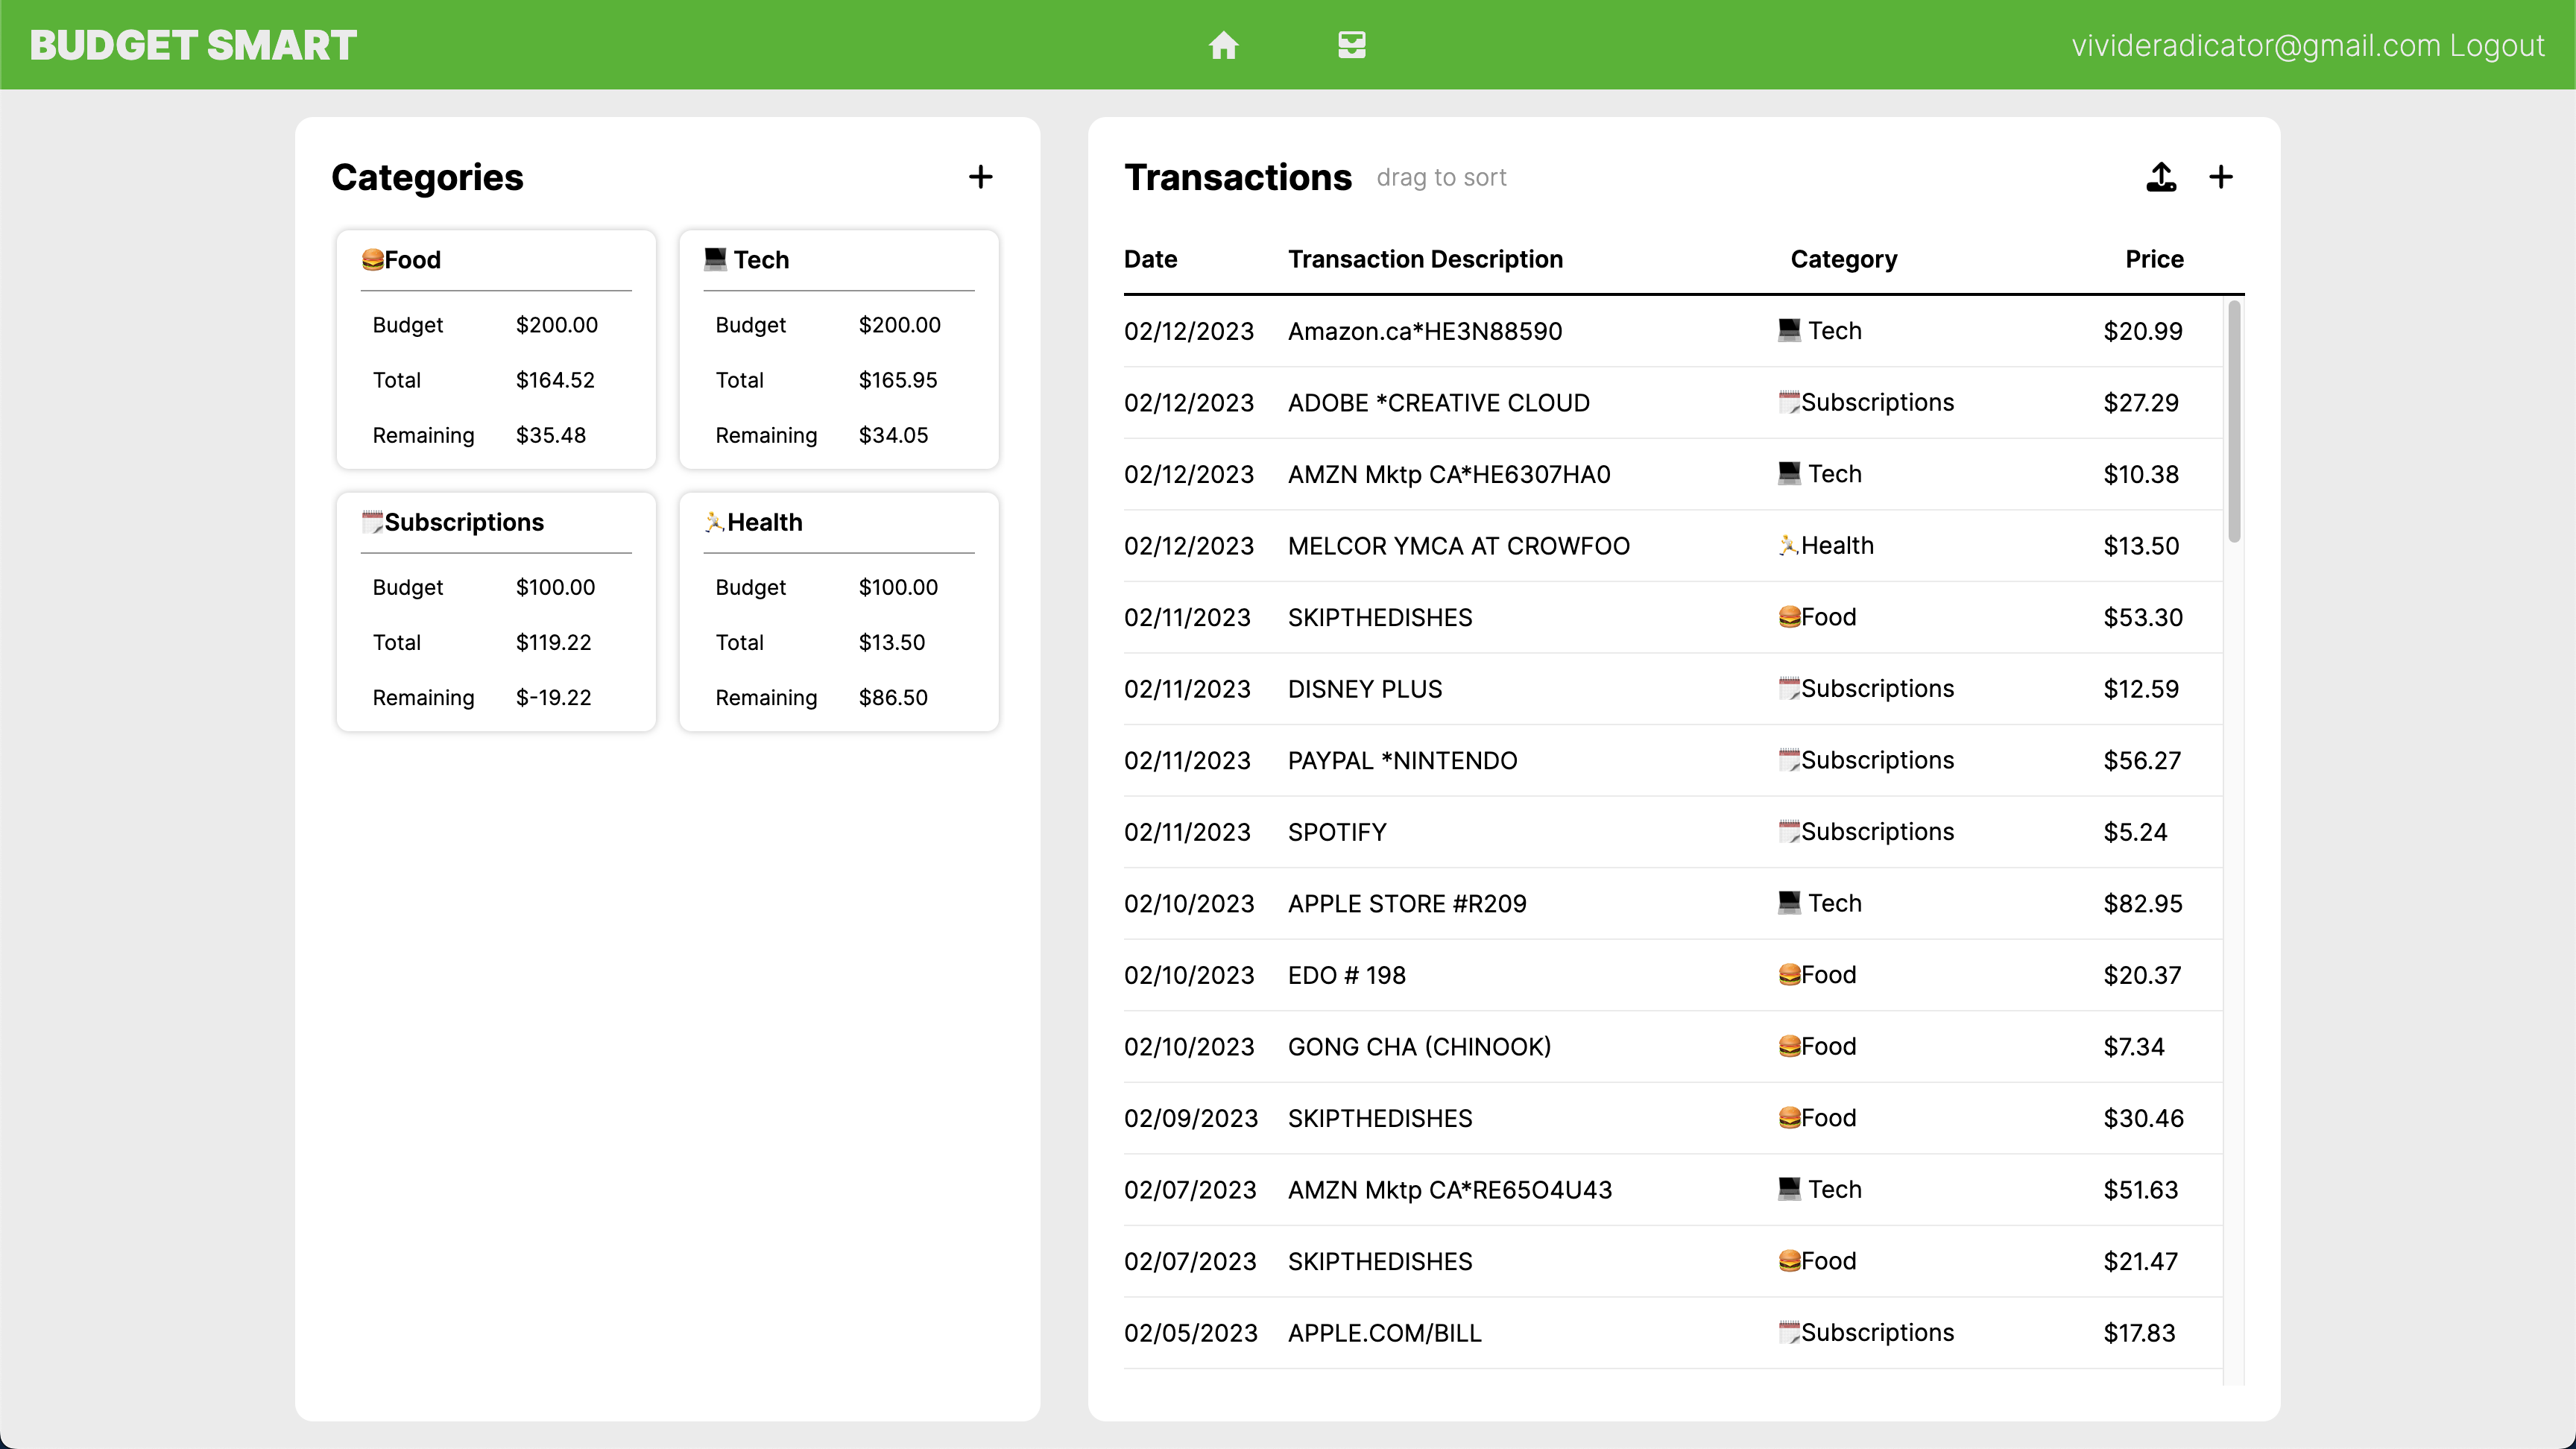 BUDGET SMART
vivideradicator@gmail.com Logout
Categories
Food
Budget $200.00
Total $164.52
Remaining $35.48
Tech
Budget $200.00
Total $165.95
Remaining $34.05
Subscriptions
Budget $100.00
Total $119.22
Remaining $-19.22
Health
Budget $100.00
Total $13.50
Remaining $86.50
Transactions drag to sort
Date Transaction Description Category Price
02/12/2023 Amazon.ca*HE3N88590 Tech $20.99
02/12/2023 ADOBE *CREATIVE CLOUD Subscriptions $27.29
02/12/2023 AMZN Mktp CA*HE6307HA0 Tech $10.38
02/12/2023 MELCOR YMCA AT CROWFOO Health $13.50
02/11/2023 SKIPTHEDISHES Food $53.30
02/11/2023 DISNEY PLUS Subscriptions $12.59
02/11/2023 PAYPAL *NINTENDO Subscriptions $56.27
02/11/2023 SPOTIFY Subscriptions $5.24
02/10/2023 APPLE STORE #R209 Tech $82.95
02/10/2023 EDO # 198 Food $20.37
02/10/2023 GONG CHA (CHINOOK) Food $7.34
02/09/2023 SKIPTHEDISHES Food $30.46
02/07/2023 AMZN Mktp CA*RE65O4U43 Tech $51.63
02/07/2023 SKIPTHEDISHES Food $21.47
02/05/2023 APPLE.COM/BILL Subscriptions $17.83